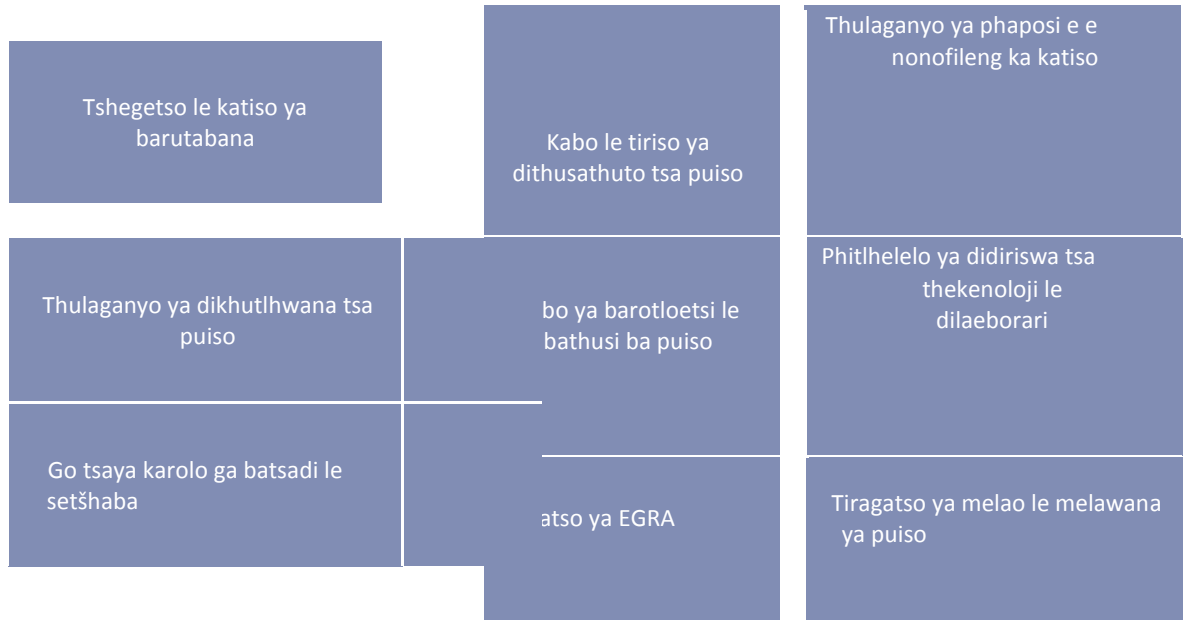 Tshegetso le katiso ya
barutabana
Kabo le tiriso ya
dithusathuto tsa puiso
Thulaganyo ya phaposi e e
nonofileng ka katiso
Thulaganyo ya dikhutlhwana tsa
puiso
bo ya barotloetsi le
bathusi ba puiso
Phitlhelelo ya didiriswa tsa
thekenoloji le
dilaeborari
Go tsaya karolo ga batsadi le
setšhaba
atso ya EGRA
Tiragatso ya melao le melawana
ya puiso